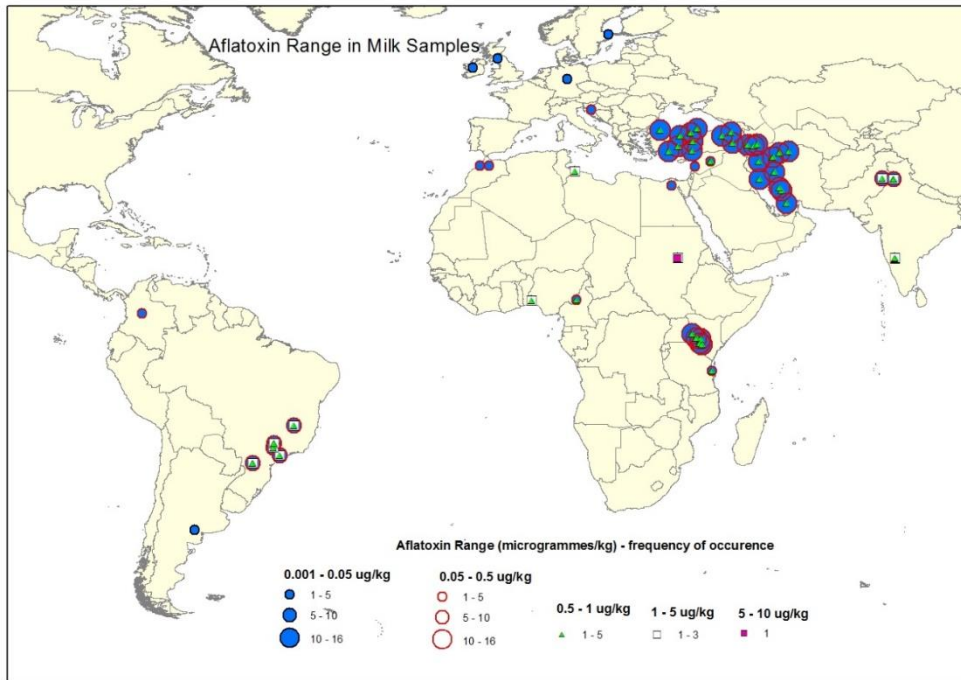 Aflatoxin Range in Milk Samples
Aflatoxin Range (microgrammes/kg) - frequency of occurence
0.001 - 0.05 ug/kg
1 - 5
5 - 10
10 - 16
0.05 - 0.5 ug/kg
1 - 5
5 - 10
10 - 16
0.5 - 1 ug/kg
1 - 5
1 - 5 ug/kg
1 - 3
5 - 10 ug/kg
1